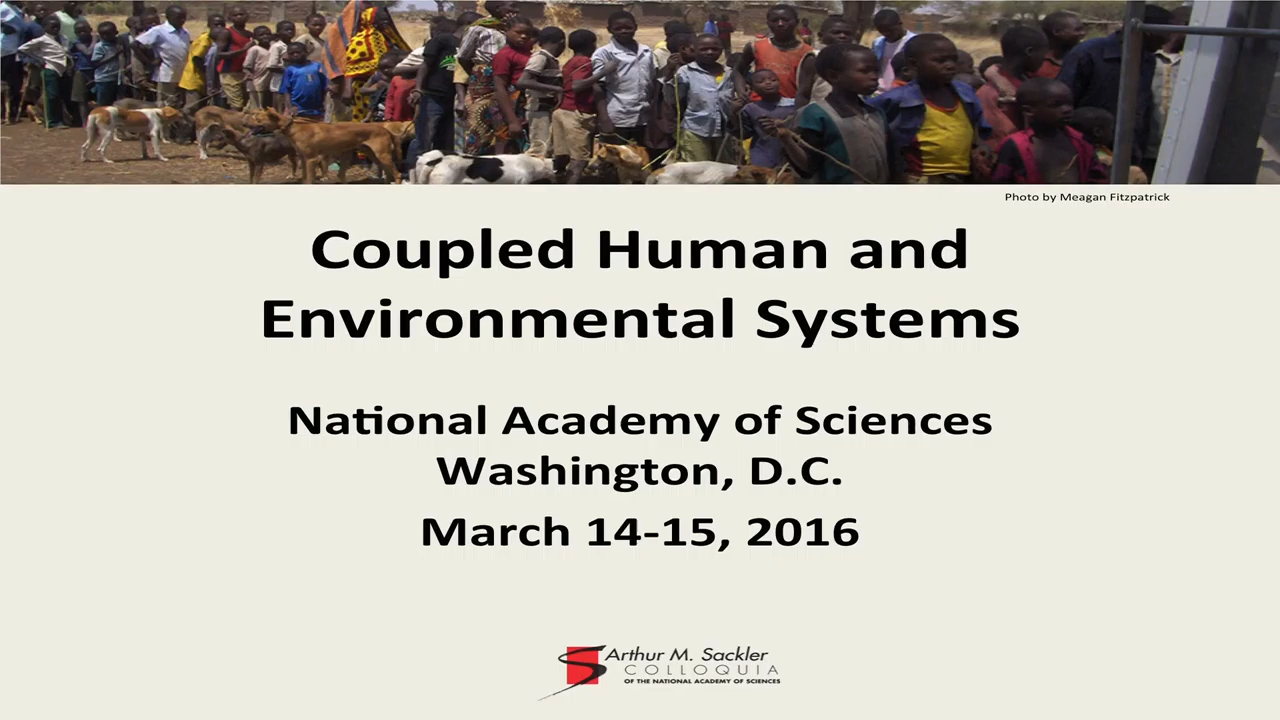 Photo by Meagan Fitzpatrick
Coupled Human and
Environmental Systems
National Academy of Sciences
Washington, D.C.
March 14-15, 2016
Arthur M. Sackler
COLLOQUIA
OF THE NATIONAL ACADEMY OF SCIENCES